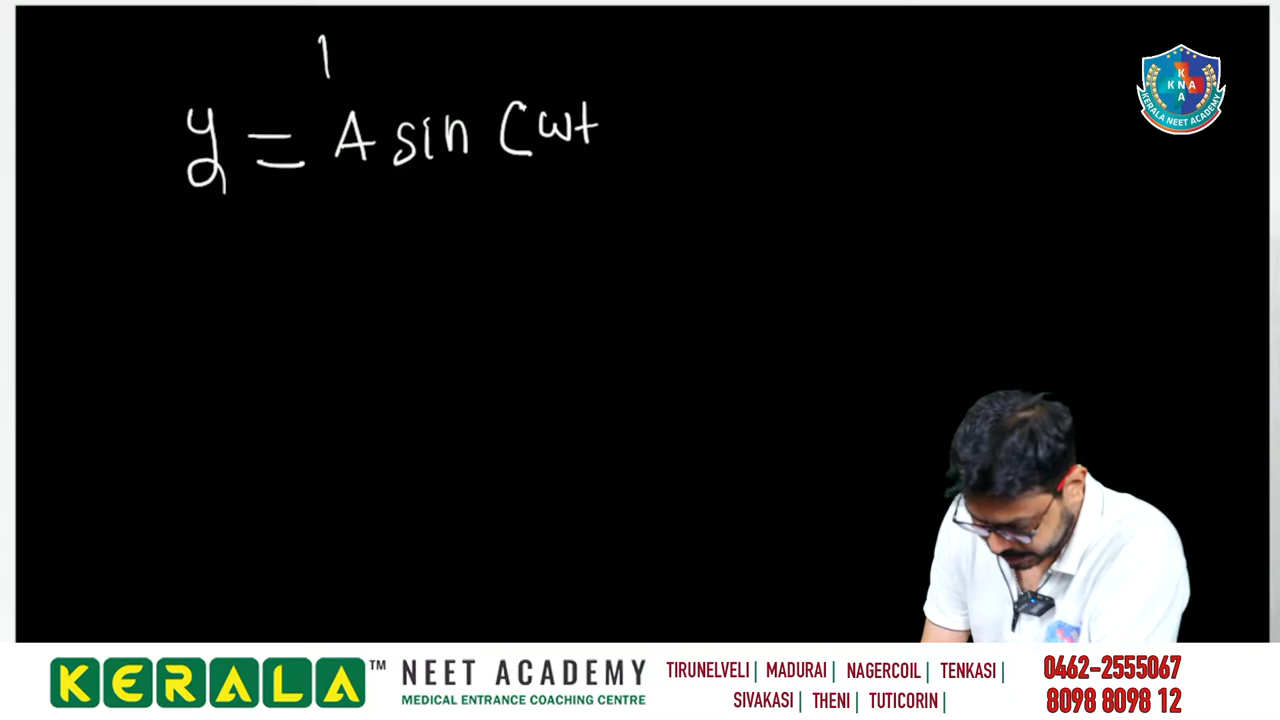 1
y = A sin (ωt
K
KNA
A
KERALA NEET ACADEMY
KERALA™ NEET ACADEMY
MEDICAL ENTRANCE COACHING CENTRE
TIRUNELVELI | MADURAI | NAGERCOIL | TENKASI |
SIVAKASI | THENI | TUTICORIN |
0462-2555067
8098 8098 12